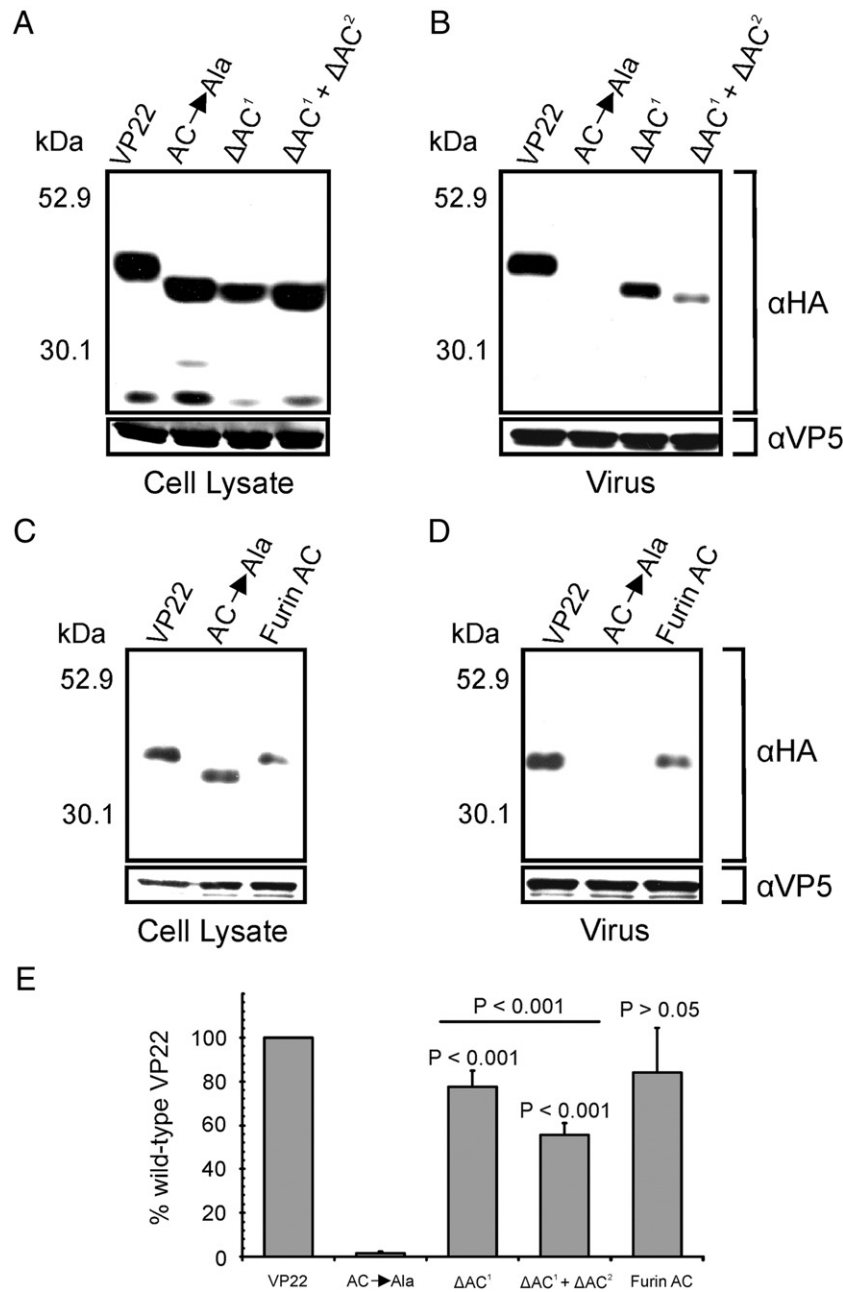 A
kDa
VP22
AC→Ala
ΔAC¹
ΔAC¹ + ΔAC²
52.9
30.1
Cell Lysate
B
kDa
VP22
AC→Ala
ΔAC¹
ΔAC¹ + ΔAC²
52.9
30.1
αHA
αVP5
Virus
C
kDa
VP22
AC→Ala
Furin AC
52.9
30.1
Cell Lysate
D
kDa
VP22
AC→Ala
Furin AC
52.9
30.1
αHA
αVP5
Virus
E
% wild-type VP22
100
80
60
40
20
0
P < 0.001
P < 0.001
P < 0.001
P > 0.05
VP22
AC→Ala
ΔAC¹
ΔAC¹ + ΔAC²
Furin AC